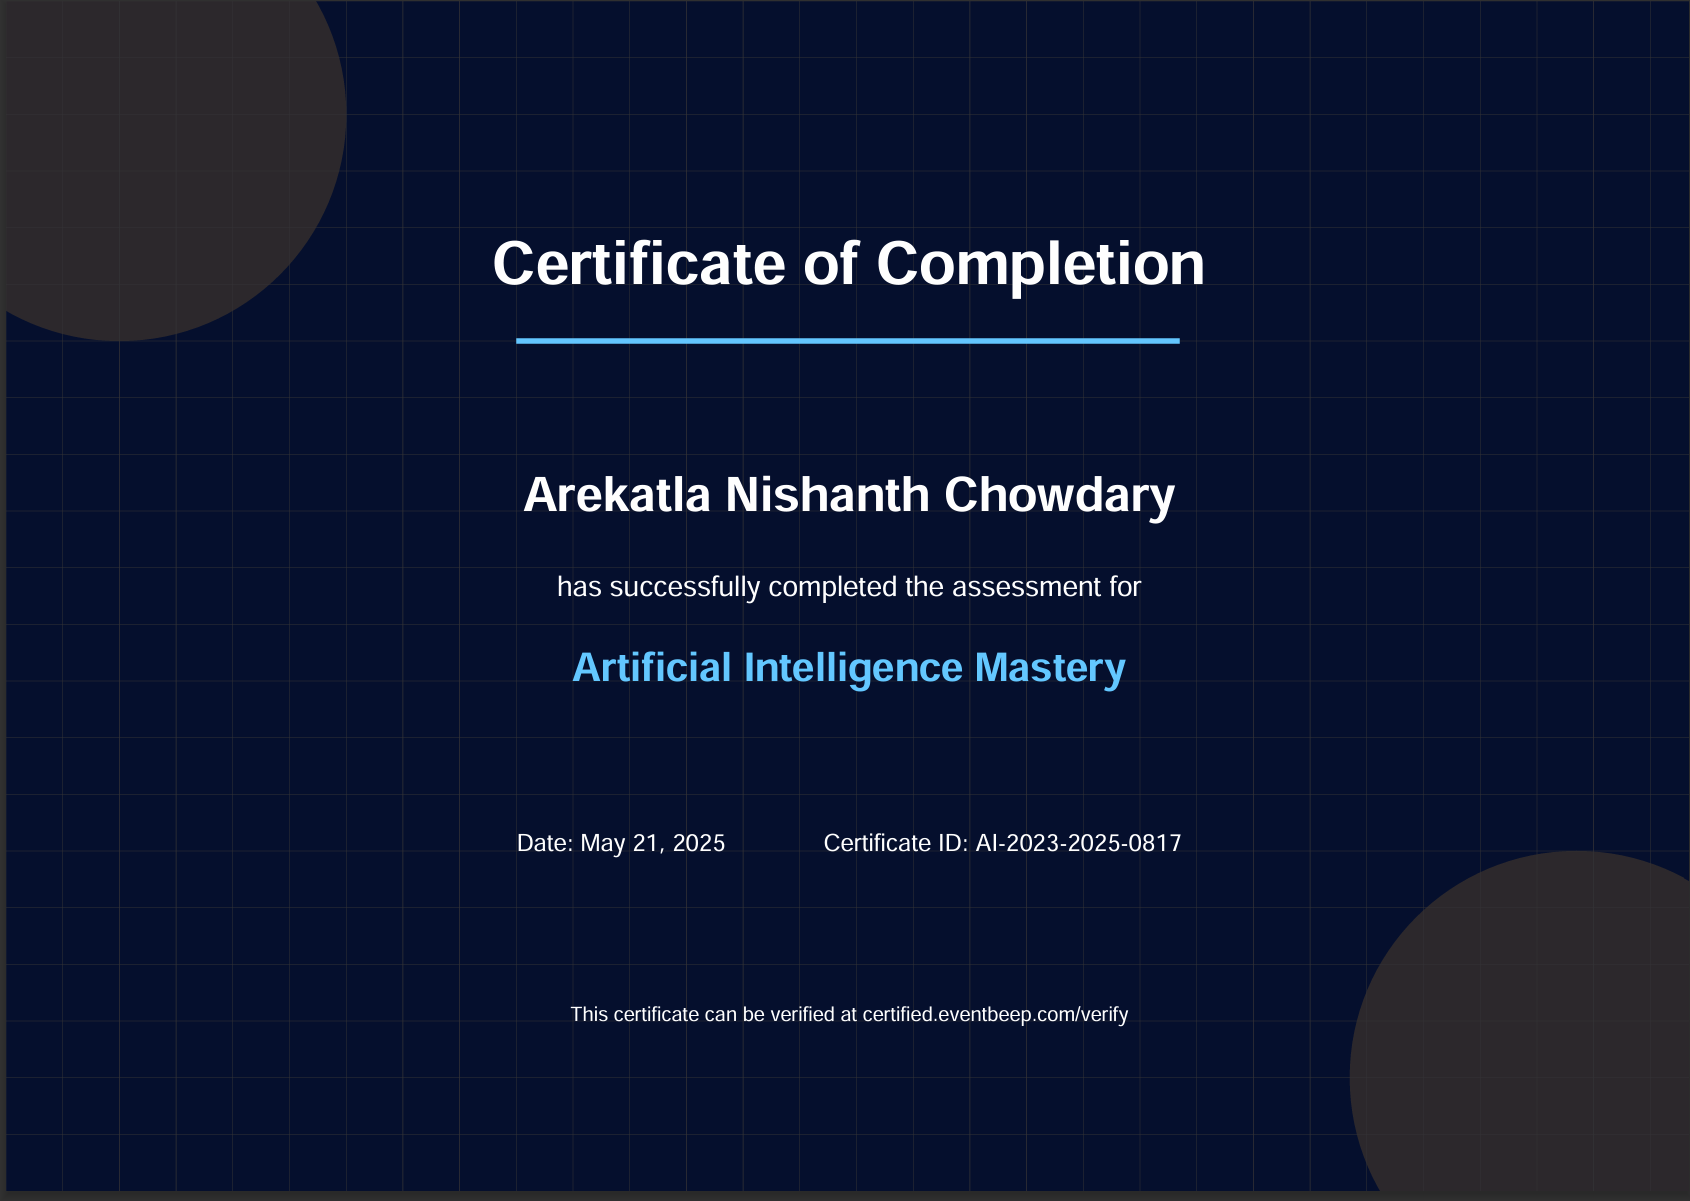 Certificate of Completion
Arekatla Nishanth Chowdary
has successfully completed the assessment for
Artificial Intelligence Mastery
Date: May 21, 2025 Certificate ID: AI-2023-2025-0817
This certificate can be verified at certified.eventbeep.com/verify